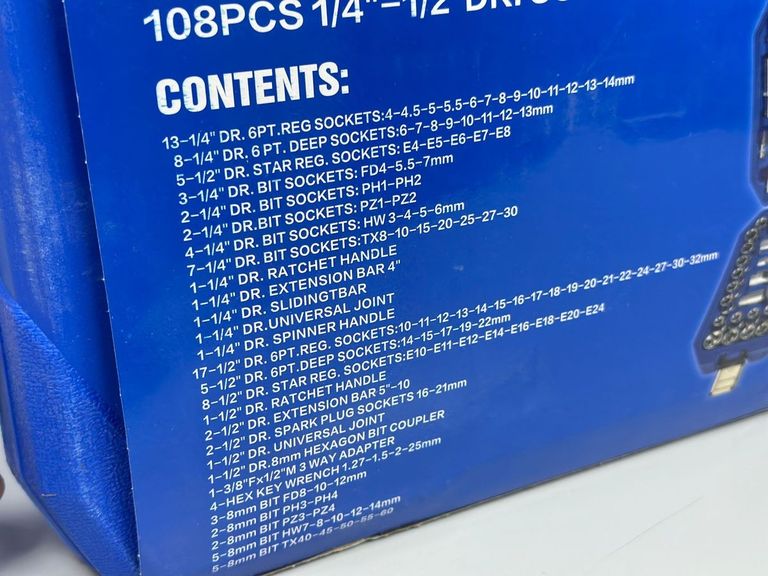 108PCS 1/4"-1/2"
CONTENTS:
13-1/4" DR. 6PT.REG SOCKETS:4-4.5-5-5.5-6-7-8-9-10-11-12-13-14mm
8-1/4" DR. 6 PT. DEEP SOCKETS:6-7-8-9-10-11-12-13mm
5-1/2" DR. STAR REG. SOCKETS: E4-E5-E6-E7-E8
3-1/4" DR. BIT SOCKETS: FD4-5.5-7mm
2-1/4" DR. BIT SOCKETS: PH1-PH2
2-1/4" DR.BIT SOCKETS: PZ1-PZ2
4-1/4" DR. BIT SOCKETS: HW 3-4-5-6mm
7-1/4" DR. BIT SOCKETS:TX8-10-15-20-25-27-30
1-1/4" DR. RATCHET HANDLE
1-1/4" DR. EXTENSION BAR 4"
1-1/4" DR. SLIDINGTBAR
1-1/4" DR.UNIVERSAL JOINT
1-1/4" DR. SPINNER HANDLE
17-1/2" DR. 6PT.REG. SOCKETS:10-11-12-13-14-15-16-17-18-19-20-21-22-24-27-30-32mm
5-1/2" DR. 6PT.DEEP SOCKETS:14-15-17-19-22mm
8-1/2" DR. STAR REG. SOCKETS:E10-E11-E12-E14-E16-E18-E20-E24
1-1/2" DR. RATCHET HANDLE
2-1/2" DR. EXTENSION BAR 5"-10
2-1/2" DR. SPARK PLUG SOCKETS 16-21mm
1-1/2" DR. UNIVERSAL JOINT
1-1/2" DR.8mm HEXAGON BIT COUPLER
1-3/8"Fx1/2"M 3 WAY ADAPTER
4-HEX KEY WRENCH 1.27-1.5-2-25mm
3-8mm BIT FD8-10-12mm
2-8mm BIT PH3-PH4
2-8mm BIT PZ3-PZ4
5-8mm BIT HW7-8-10-12-14mm
5-8mm BIT TX40-45-50-55-60